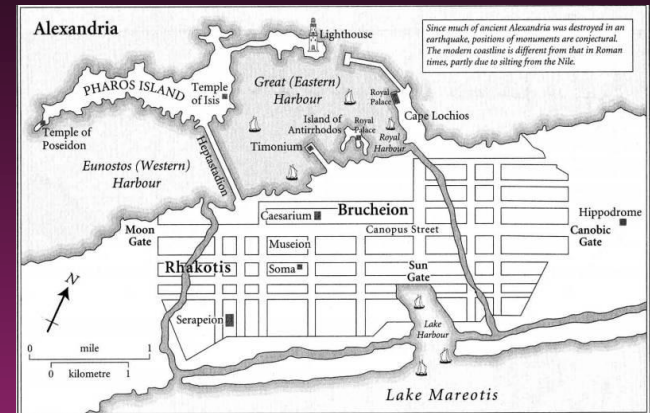 Alexandria
Since much of ancient Alexandria was destroyed in an
earthquake, positions of monuments are conjectural.
The modern coastline is different from that in Roman
times, partly due to silting from the Nile.
Lighthouse
PHAROS ISLAND
Temple
of Isis
Great (Eastern)
Harbour
Royal
Palace
Cape Lochios
Island of
Antirrhodos
Royal
Palace
Royal
Harbour
Timonium
Temple of
Poseidon
Eunostos (Western)
Harbour
Heptastadion
Caesarium
Brucheion
Hippodrome
Moon
Gate
Canopus Street
Canobic
Gate
Museion
Rhakotis
Soma
Sun
Gate
N
Serapeion
Lake
Harbour
0 mile 1
0 kilometre 1
Lake Mareotis